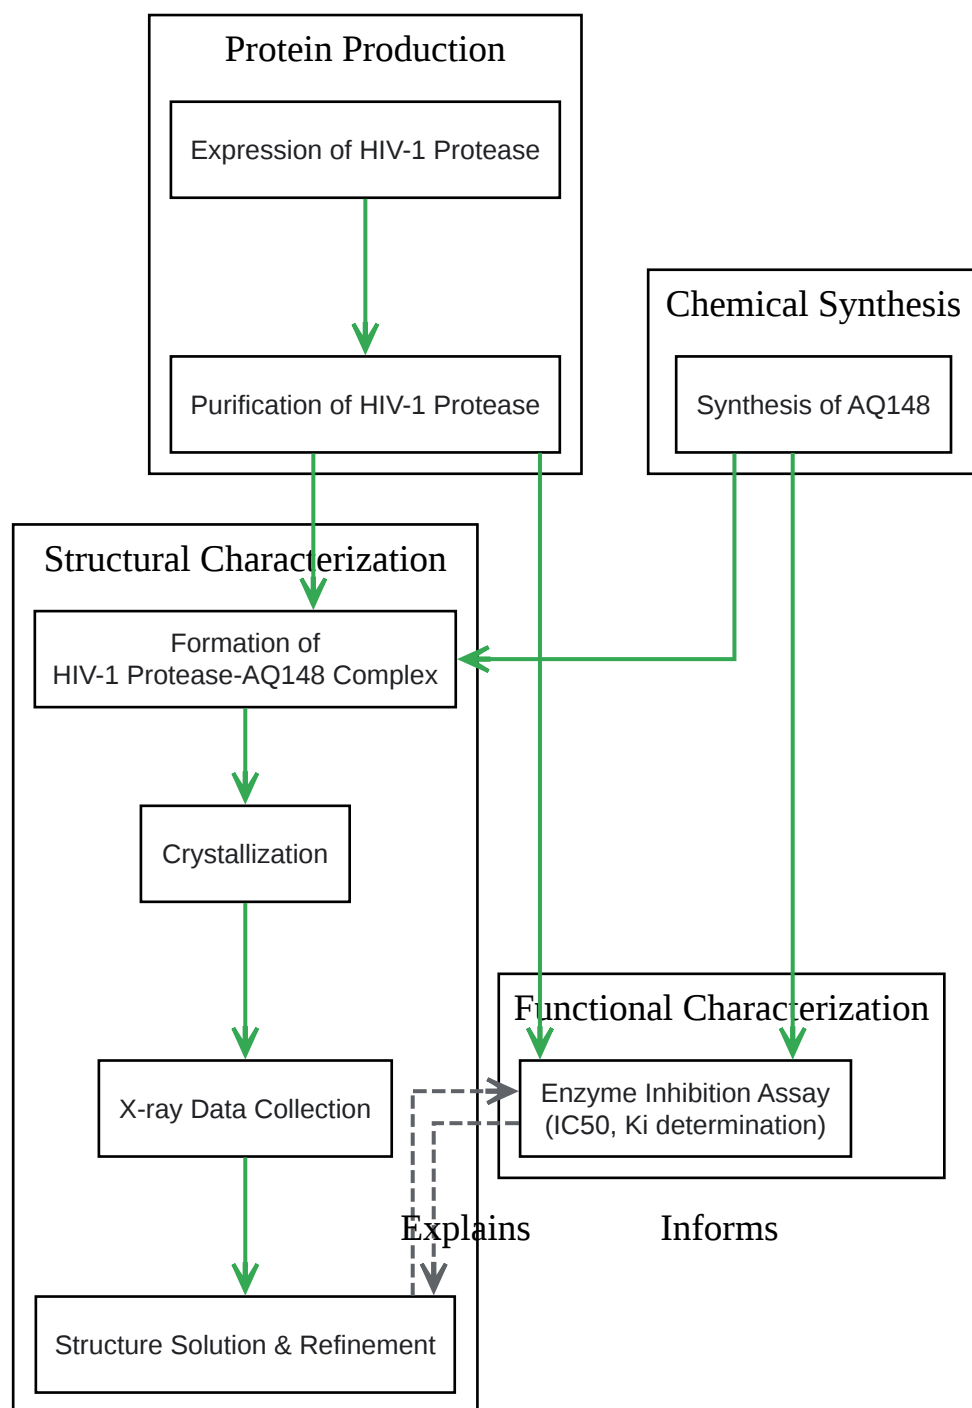 Protein Production
Expression of HIV-1 Protease
Chemical Synthesis
Purification of HIV-1 Protease
Synthesis of AQ148
Structural Characterization
Formation of
HIV-1 Protease-AQ148 Complex
Crystallization
Functional Characterization
X-ray Data Collection
Enzyme Inhibition Assay
(IC50, Ki determination)
Explains
Informs
Structure Solution & Refinement